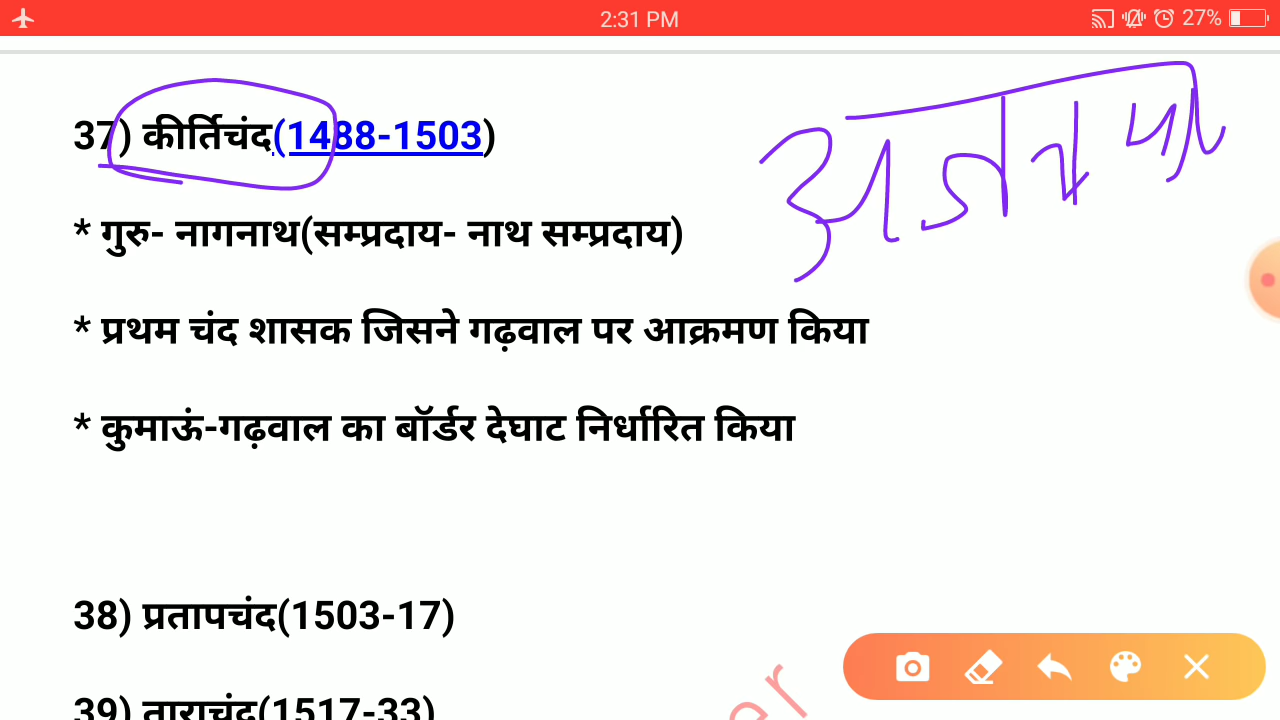 2:31 PM
27%
37) कीर्तिचंद(1488-1503)
* गुरु- नागनाथ(सम्प्रदाय- नाथ सम्प्रदाय)
* प्रथम चंद शासक जिसने गढ़वाल पर आक्रमण किया
* कुमाऊं-गढ़वाल का बॉर्डर देघाट निर्धारित किया
38) प्रतापचंद(1503-17)
39) ताराचंद(1517-33)